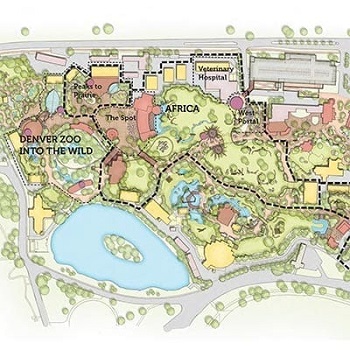 Veterinary
Hospital
Peaks to
Prairie
AFRICA
The Spot
West
Portal
DENVER ZOO
INTO THE WILD